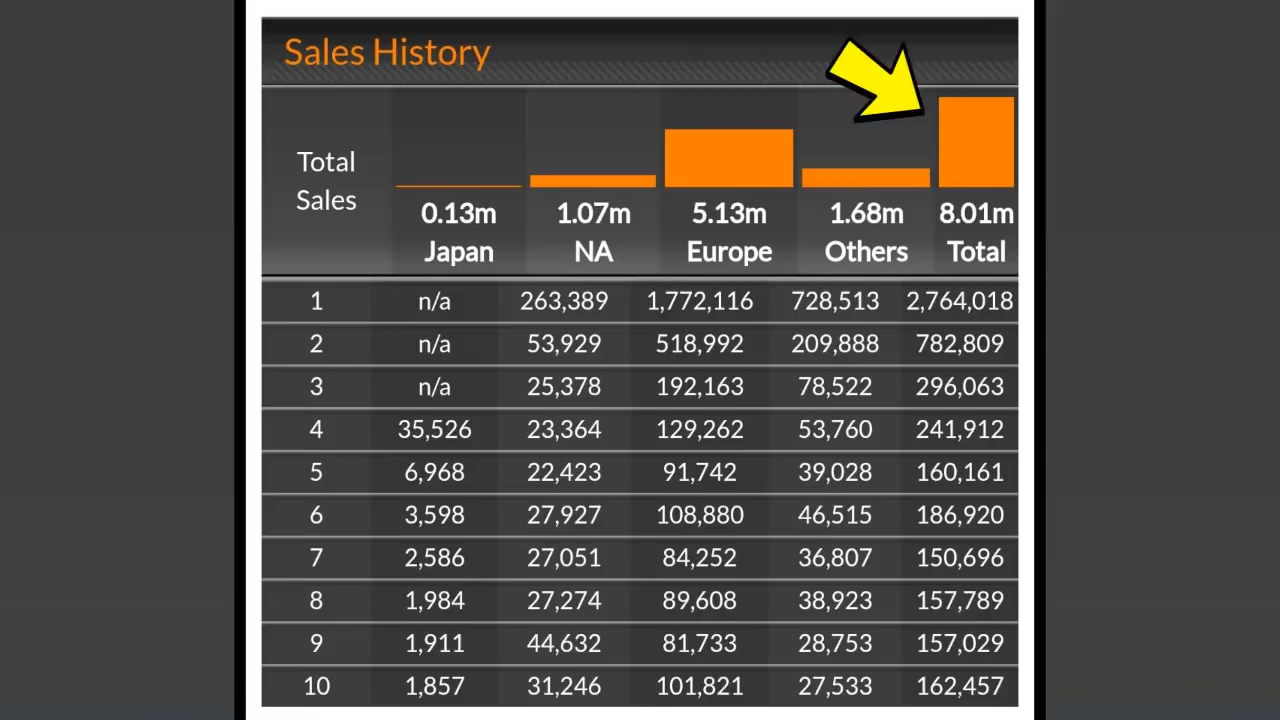 Sales History
Total Sales
0.13m 1.07m 5.13m 1.68m 8.01m
Japan NA Europe Others Total
1 n/a 263,389 1,772,116 728,513 2,764,018
2 n/a 53,929 518,992 209,888 782,809
3 n/a 25,378 192,163 78,522 296,063
4 35,526 23,364 129,262 53,760 241,912
5 6,968 22,423 91,742 39,028 160,161
6 3,598 27,927 108,880 46,515 186,920
7 2,586 27,051 84,252 36,807 150,696
8 1,984 27,274 89,608 38,923 157,789
9 1,911 44,632 81,733 28,753 157,029
10 1,857 31,246 101,821 27,533 162,457